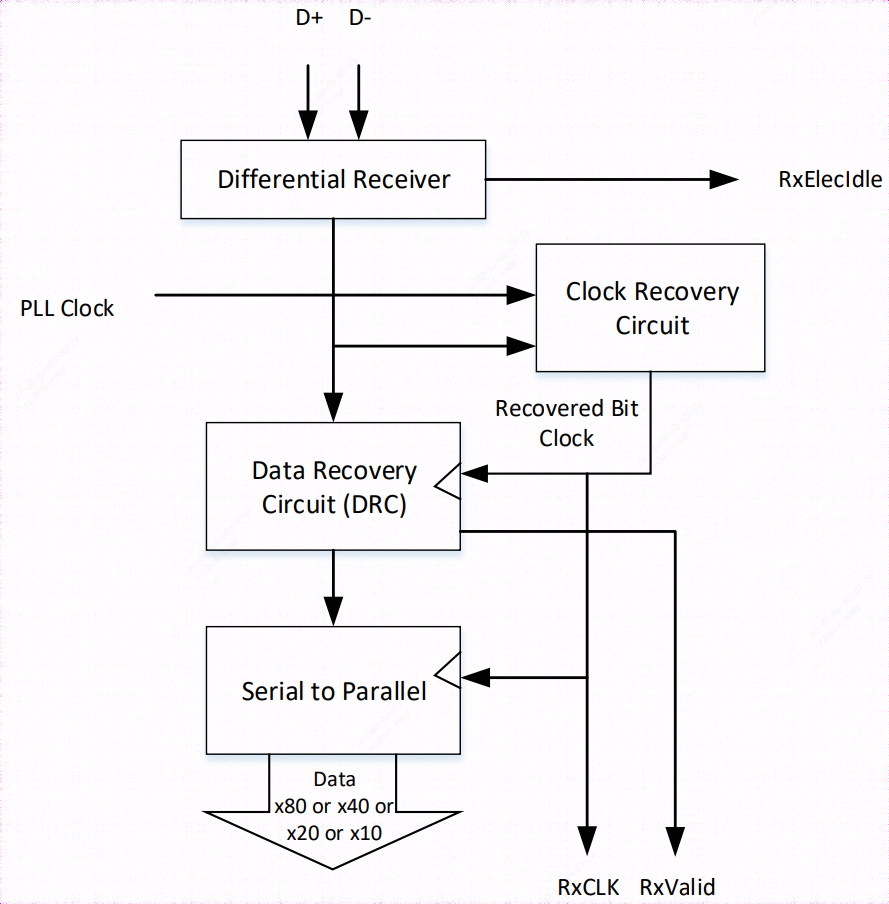 D+ D-
Differential Receiver
RxElecIdle
PLL Clock
Clock Recovery
Circuit
Recovered Bit
Clock
Data Recovery
Circuit (DRC)
Serial to Parallel
Data
x80 or x40 or
x20 or x10
RxCLK RxValid